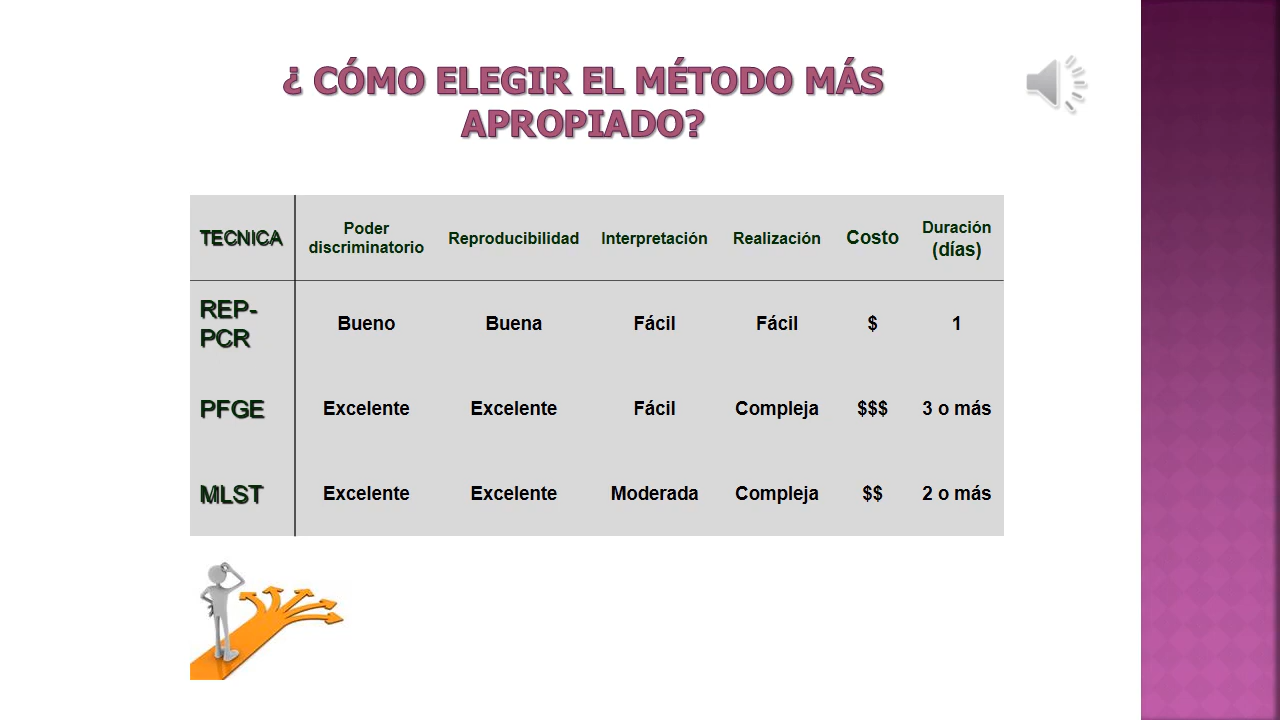 ¿ CÓMO ELEGIR EL MÉTODO MÁS
APROPIADO?
TECNICA Poder discriminatorio Reproducibilidad Interpretación Realización Costo Duración (días)
REP-PCR Bueno Buena Fácil Fácil $ 1
PFGE Excelente Excelente Fácil Compleja $$$ 3 o más
MLST Excelente Excelente Moderada Compleja $$ 2 o más